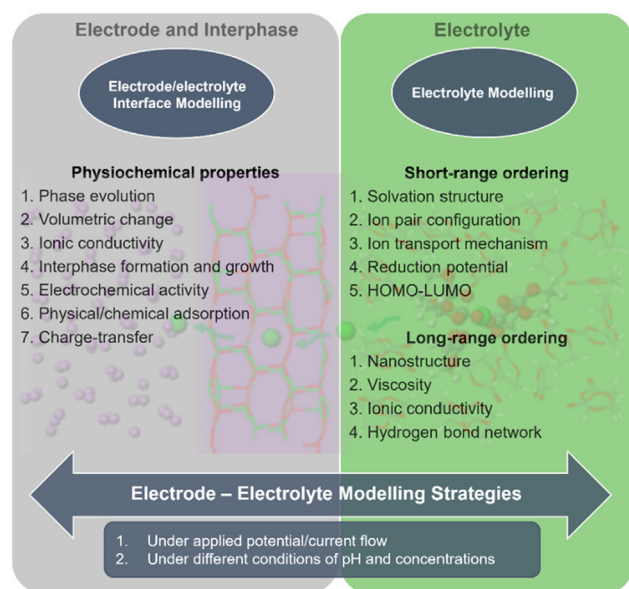 Electrode and Interphase
Electrode/electrolyte
Interface Modelling
Physiochemical properties
1. Phase evolution
2. Volumetric change
3. Ionic conductivity
4. Interphase formation and growth
5. Electrochemical activity
6. Physical/chemical adsorption
7. Charge-transfer
Electrolyte
Electrolyte Modelling
Short-range ordering
1. Solvation structure
2. Ion pair configuration
3. Ion transport mechanism
4. Reduction potential
5. HOMO-LUMO
Long-range ordering
1. Nanostructure
2. Viscosity
3. Ionic conductivity
4. Hydrogen bond network
Electrode – Electrolyte Modelling Strategies
1. Under applied potential/current flow
2. Under different conditions of pH and concentrations